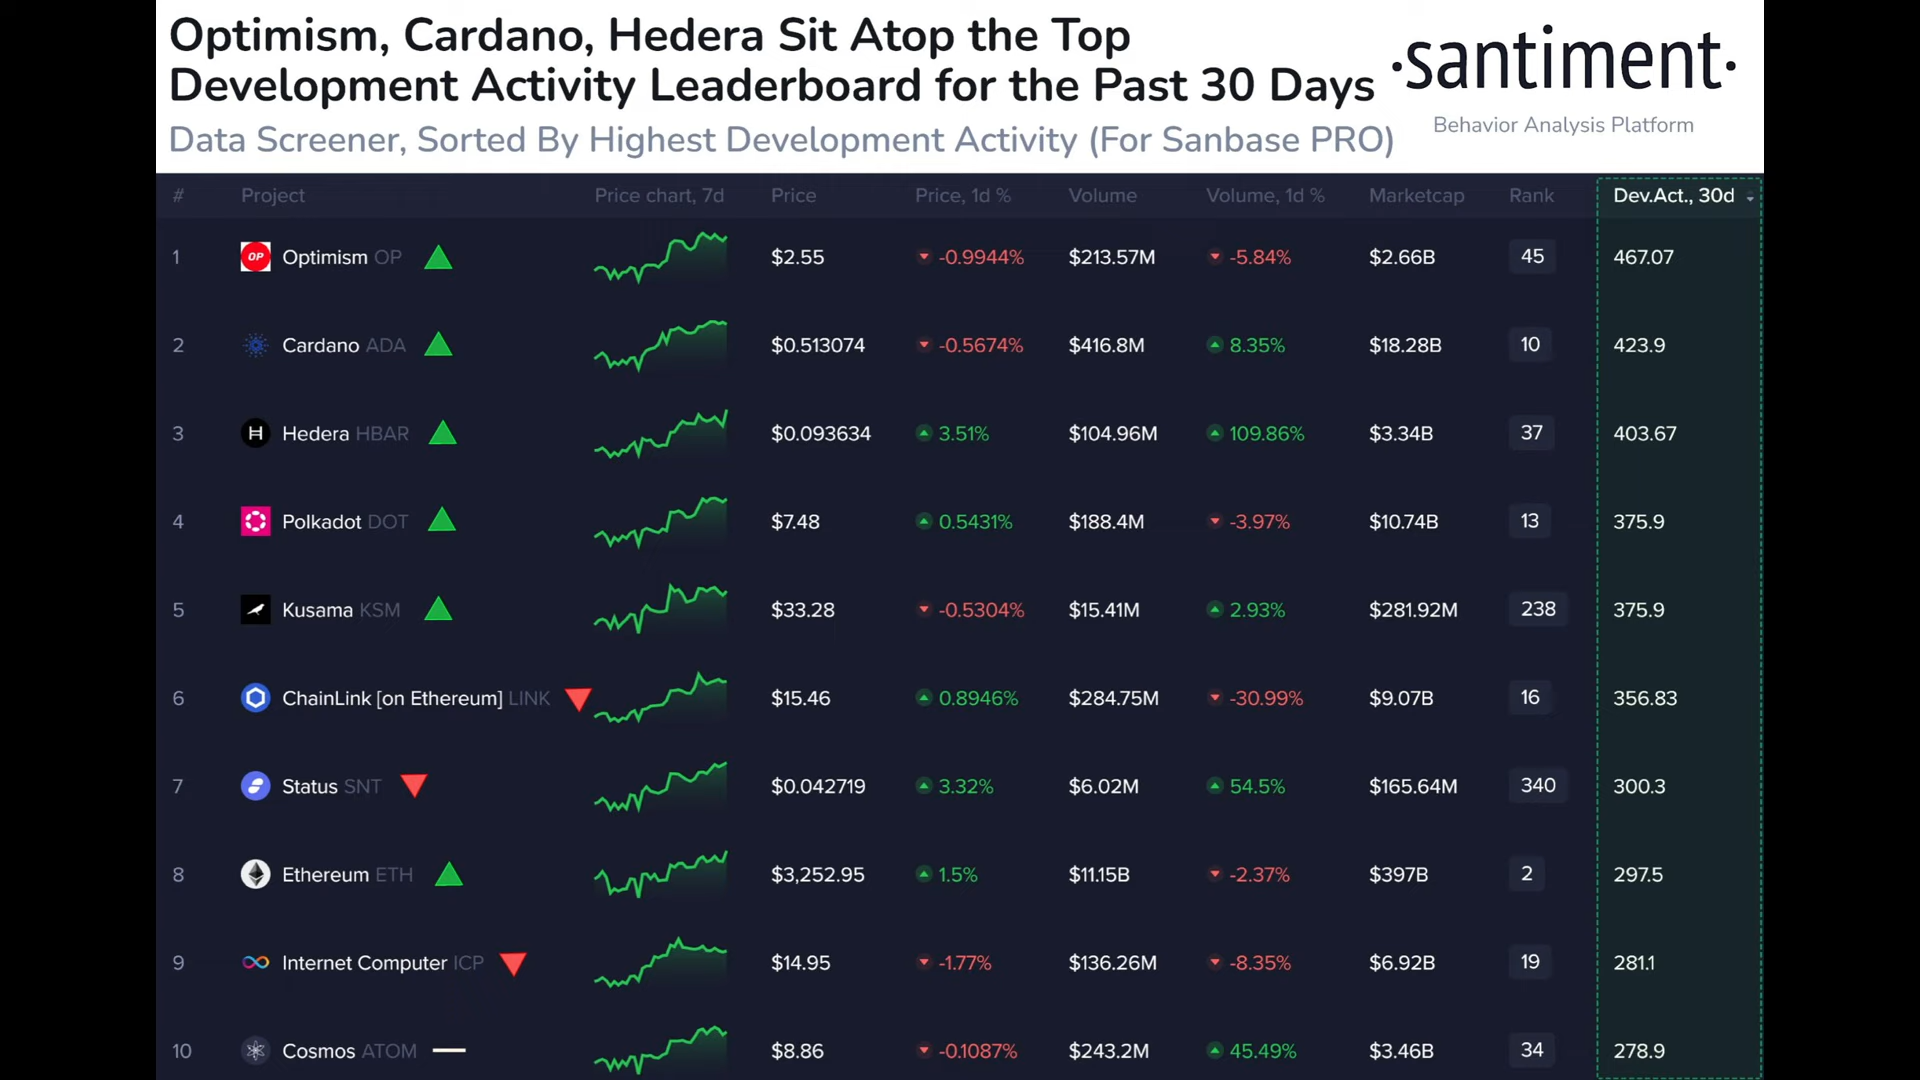 Optimism, Cardano, Hedera Sit Atop the Top
Development Activity Leaderboard for the Past 30 Days
Data Screener, Sorted By Highest Development Activity (For Sanbase PRO)
·santiment·
Behavior Analysis Platform
# Project Price chart, 7d Price Price, 1d % Volume Volume, 1d % Marketcap Rank Dev.Act., 30d
1 OP Optimism OP $2.55 -0.9944% $213.57M -5.84% $2.66B 45 467.07
2 Cardano ADA $0.513074 -0.5674% $416.8M 8.35% $18.28B 10 423.9
3 Hedera HBAR $0.093634 3.51% $104.96M 109.86% $3.34B 37 403.67
4 Polkadot DOT $7.48 0.5431% $188.4M -3.97% $10.74B 13 375.9
5 Kusama KSM $33.28 -0.5304% $15.41M 2.93% $281.92M 238 375.9
6 ChainLink [on Ethereum] LINK $15.46 0.8946% $284.75M -30.99% $9.07B 16 356.83
7 Status SNT $0.042719 3.32% $6.02M 54.5% $165.64M 340 300.3
8 Ethereum ETH $3,252.95 1.5% $11.15B -2.37% $397B 2 297.5
9 Internet Computer ICP $14.95 -1.77% $136.26M -8.35% $6.92B 19 281.1
10 Cosmos ATOM $8.86 -0.1087% $243.2M 45.49% $3.46B 34 278.9